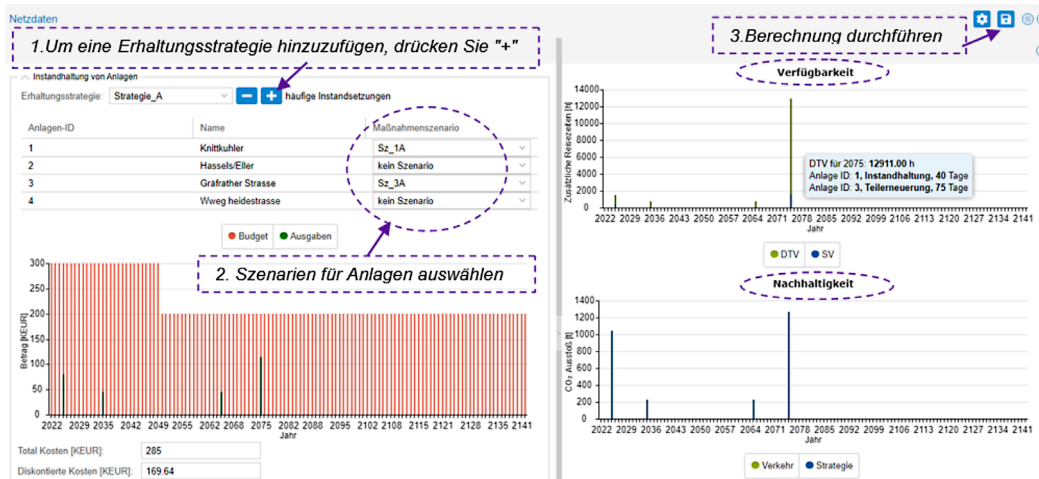 Netzdaten
1.Um eine Erhaltungsstrategie hinzuzufügen, drücken Sie "+"
Instandhaltung von Anlagen
Erhaltungsstrategie: Strategie_A − + häufige Instandsetzungen
Anlagen-ID Name Maßnahmenszenario
1 Knittkuhler Sz_1A
2 Hassels/Eller kein Szenario
3 Gräfrather Strasse Sz_3A
4 Wweg heidestrasse kein Szenario
Budget Ausgaben
2. Szenarien für Anlagen auswählen
Betrag [KEUR]
300
250
200
150
100
50
0
2022 2029 2035 2042 2049 2055 2062 2069 2075 2082 2089 2095 2102 2108 2115 2121 2128 2134 2141
Jahr
Total Kosten [KEUR]: 285
Diskontierte Kosten [KEUR]: 169.64
3.Berechnung durchführen
Verfügbarkeit
Zusätzliche Reisezeiten [h]
14000
12000
10000
8000
6000
4000
2000
0
DTV für 2075: 12911.00 h
Anlage ID: 1, Instandhaltung, 40 Tage
Anlage ID: 3, Teilerneuerung, 75 Tage
2022 2029 2036 2043 2050 2057 2064 2071 2078 2085 2092 2099 2106 2113 2120 2127 2134 2141
Jahr
DTV SV
Nachhaltigkeit
CO₂ Ausstoß [t]
1400
1200
1000
800
600
400
200
0
2022 2029 2036 2043 2050 2057 2064 2071 2078 2085 2092 2099 2106 2113 2120 2127 2134 2141
Jahr
Verkehr Strategie